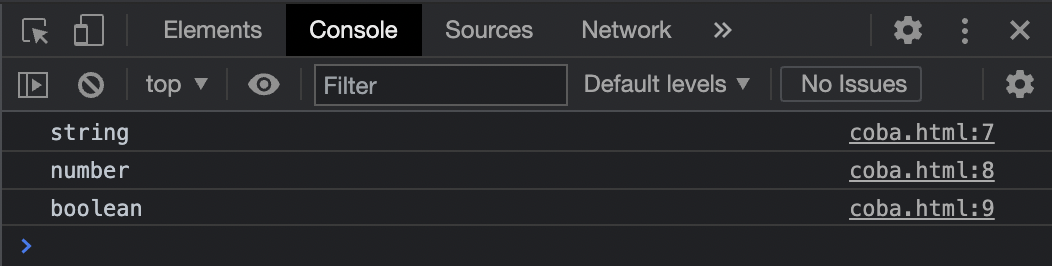 Elements Console Sources Network »
top ▼ Filter Default levels ▼ No Issues
string coba.html:7
number coba.html:8
boolean coba.html:9
>